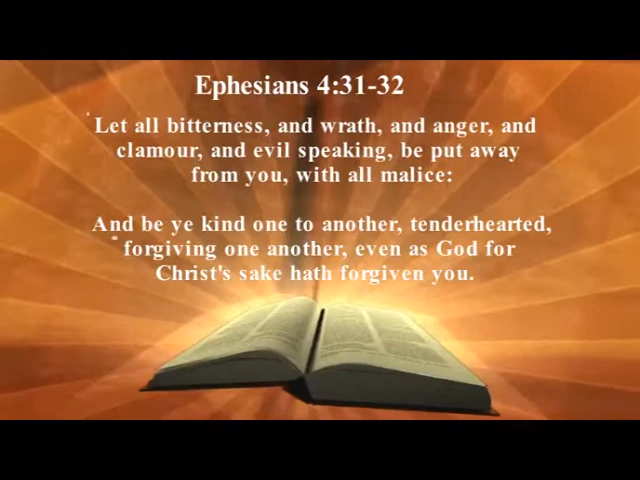 Ephesians 4:31-32
Let all bitterness, and wrath, and anger, and
clamour, and evil speaking, be put away
from you, with all malice:
And be ye kind one to another, tenderhearted,
forgiving one another, even as God for
Christ's sake hath forgiven you.